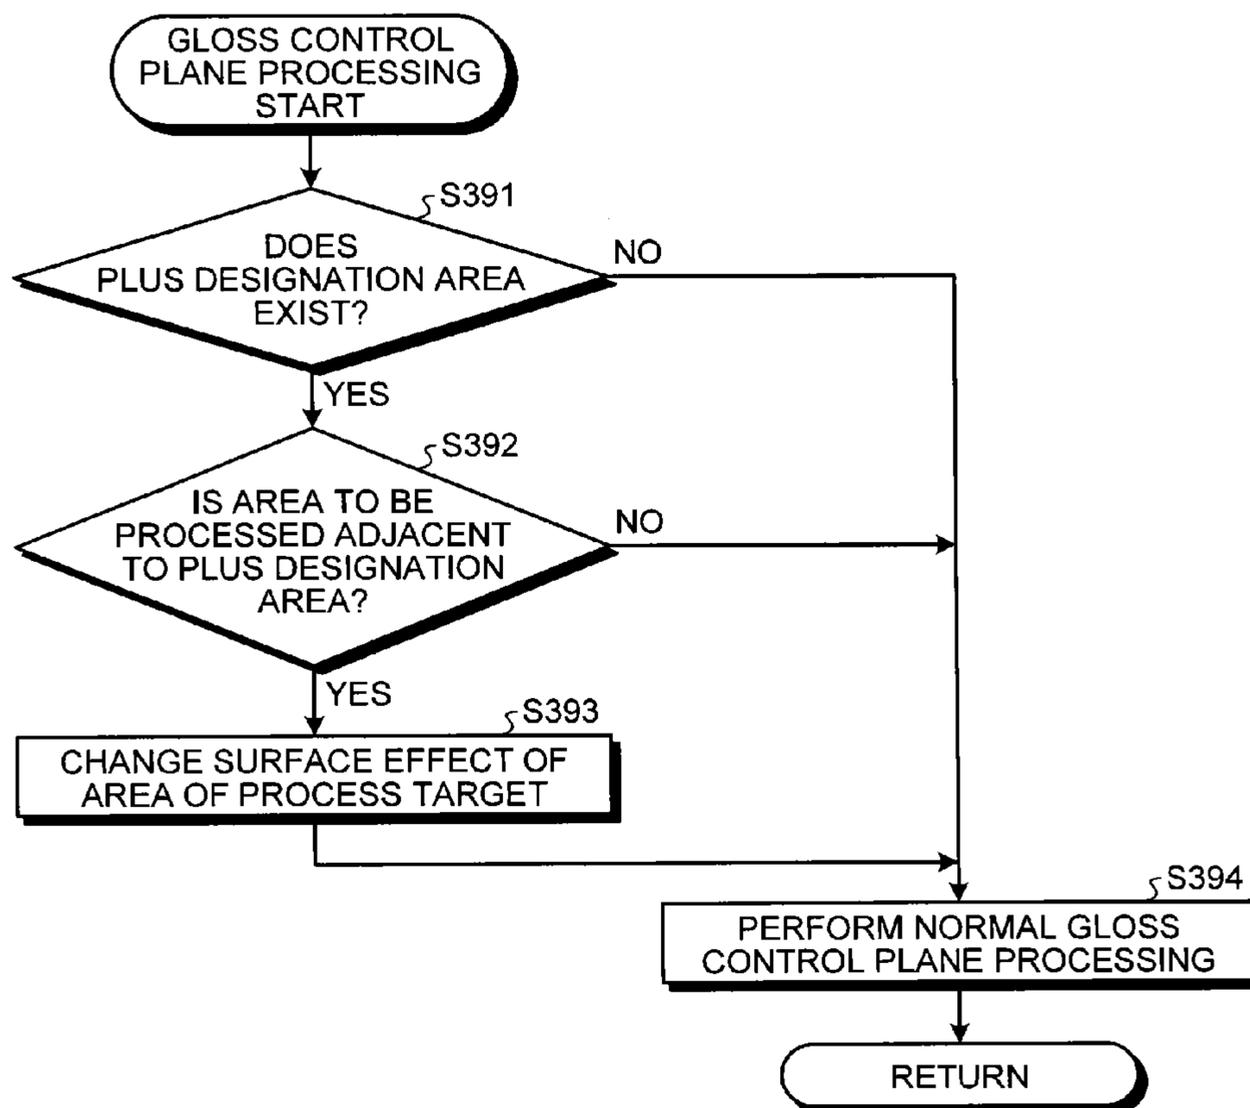 GLOSS CONTROL
PLANE PROCESSING
START
S391
DOES
PLUS DESIGNATION AREA
EXIST?
NO
YES
S392
IS AREA TO BE
PROCESSED ADJACENT
TO PLUS DESIGNATION
AREA?
NO
YES
S393
CHANGE SURFACE EFFECT OF
AREA OF PROCESS TARGET
S394
PERFORM NORMAL GLOSS
CONTROL PLANE PROCESSING
RETURN